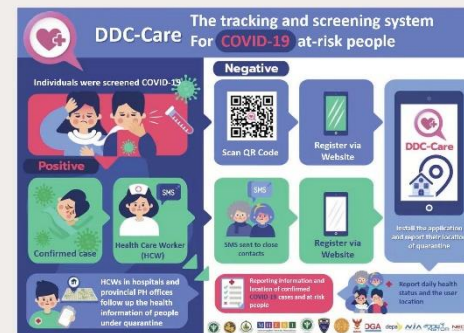 DDC-Care
The tracking and screening system
For COVID-19 at-risk people
Individuals were screened COVID-19
Negative
Scan QR Code
Register via
Website
DDC-Care
Install the application
and report their location
of quarantine
Positive
Confirmed case
SMS
Health Care Worker
(HCW)
SMS
SMS sent to close
contacts
Register via
Website
HCWs in hospitals and
provincial PH offices
follow up the health
information of people
under quarantine
Reporting information and
location of confirmed
COVID-19 cases and at-risk
people
Report daily health
status and the user
location
DGA
depa
NIA